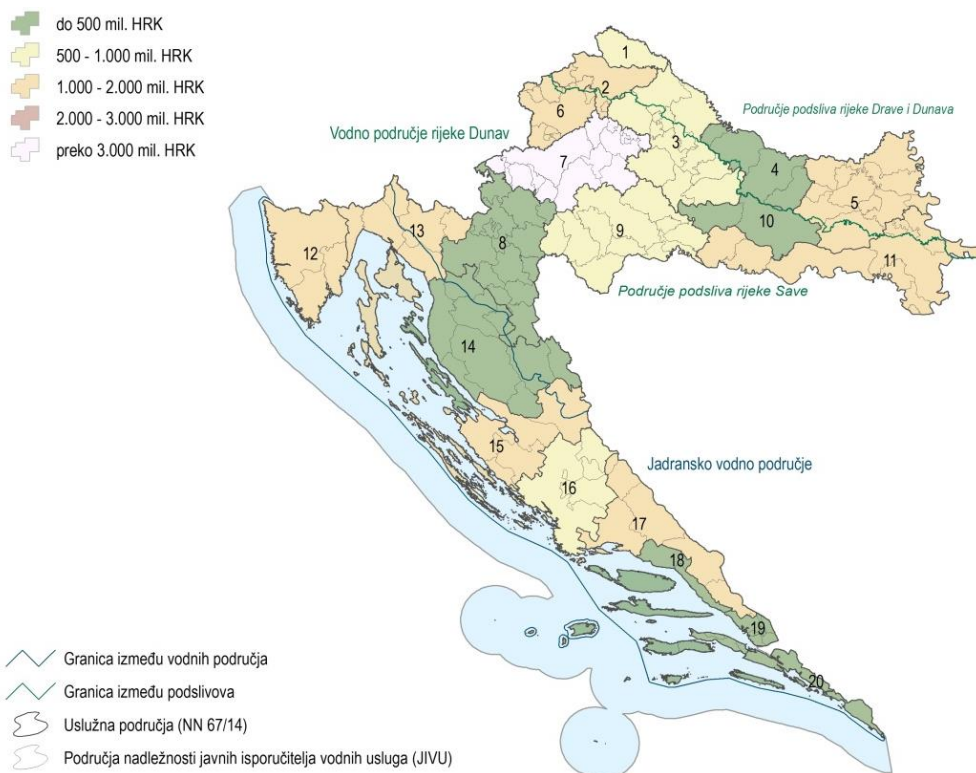 do 500 mil. HRK
500 - 1.000 mil. HRK
1.000 - 2.000 mil. HRK
2.000 - 3.000 mil. HRK
preko 3.000 mil. HRK
1
2
Područje podsliva rijeke Drave i Dunava
6
Vodno područje rijeke Dunav
3
7
4
5
10
9
8
13
12
11
Područje podsliva rijeke Save
14
15
Jadransko vodno područje
16
17
18
19
20
Granica između vodnih područja
Granica između podslivova
Uslužna područja (NN 67/14)
Područja nadležnosti javnih isporučitelja vodnih usluga (JIVU)